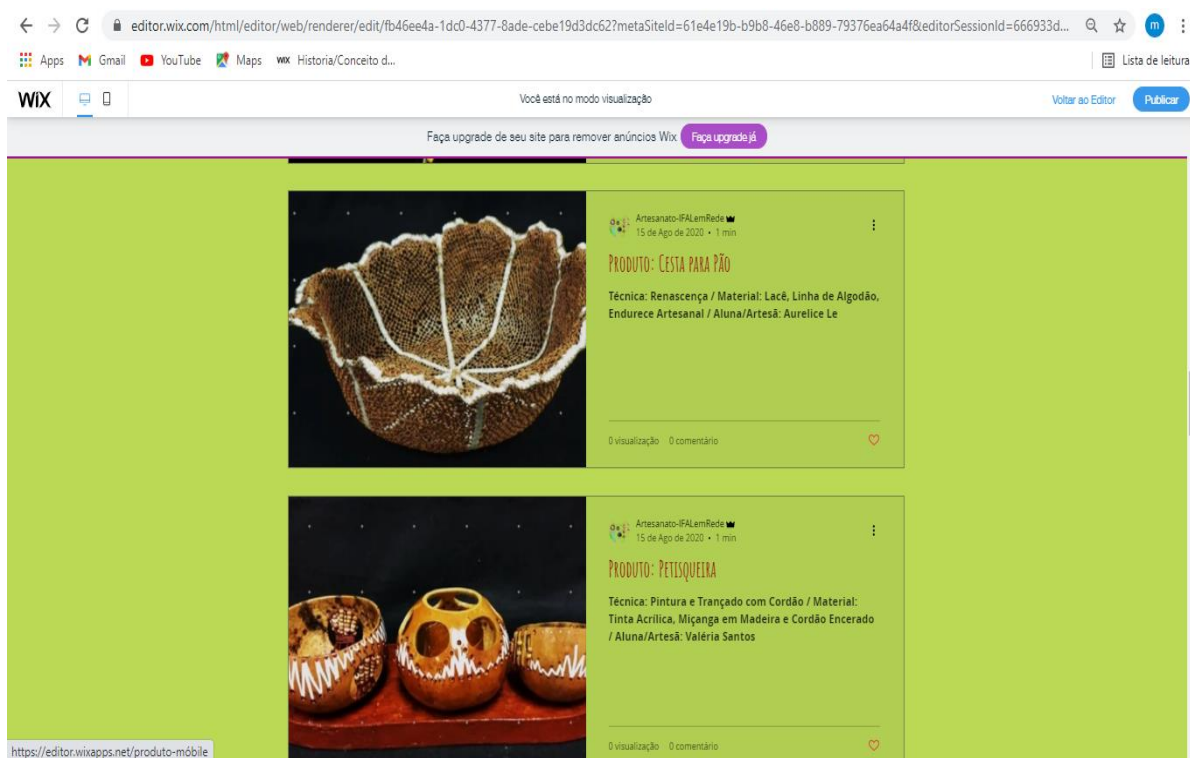 editor.wix.com/html/editor/web/renderer/edit/fb46ee4a-1dc0-4377-8ade-cebe19d3dc62?metaSiteId=61e4e19b-b9b8-46e8-b889-79376ea64a4f&editorSessionId=666933d...
m
Apps Gmail YouTube Maps WIX Historia/Conceito d... Lista de leitura
WiX Você está no modo visualização Voltar ao Editor Publicar
Faça upgrade de seu site para remover anúncios Wix Faça upgrade já
Artesanato-IFALemRede
15 de Ago de 2020 • 1 min
Produto: Cesta para Pão
Técnica: Renascença / Material: Lacê, Linha de Algodão,
Endurece Artesanal / Aluna/Artesã: Aurelice Le
0 visualização 0 comentário
Artesanato-IFALemRede
15 de Ago de 2020 • 1 min
Produto: Petisqueira
Técnica: Pintura e Trançado com Cordão / Material:
Tinta Acrílica, Miçanga em Madeira e Cordão Encerado
/ Aluna/Artesã: Valéria Santos
0 visualização 0 comentário
https://editor.wixapps.net/produto-móbile